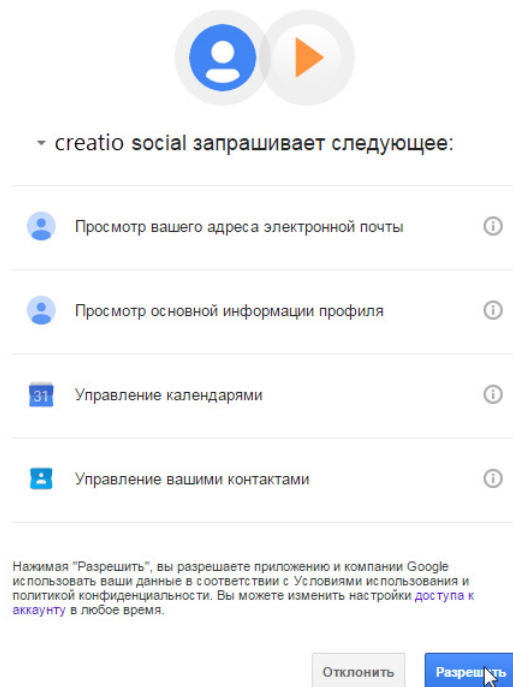 creatio social запрашивает следующее:
Просмотр вашего адреса электронной почты
Просмотр основной информации профиля
31
Управление календарями
Управление вашими контактами
Нажимая "Разрешить", вы разрешаете приложению и компании Google
использовать ваши данные в соответствии с Условиями использования и
политикой конфиденциальности. Вы можете изменить настройки доступа к
аккаунту в любое время.
Отклонить
Разрешить